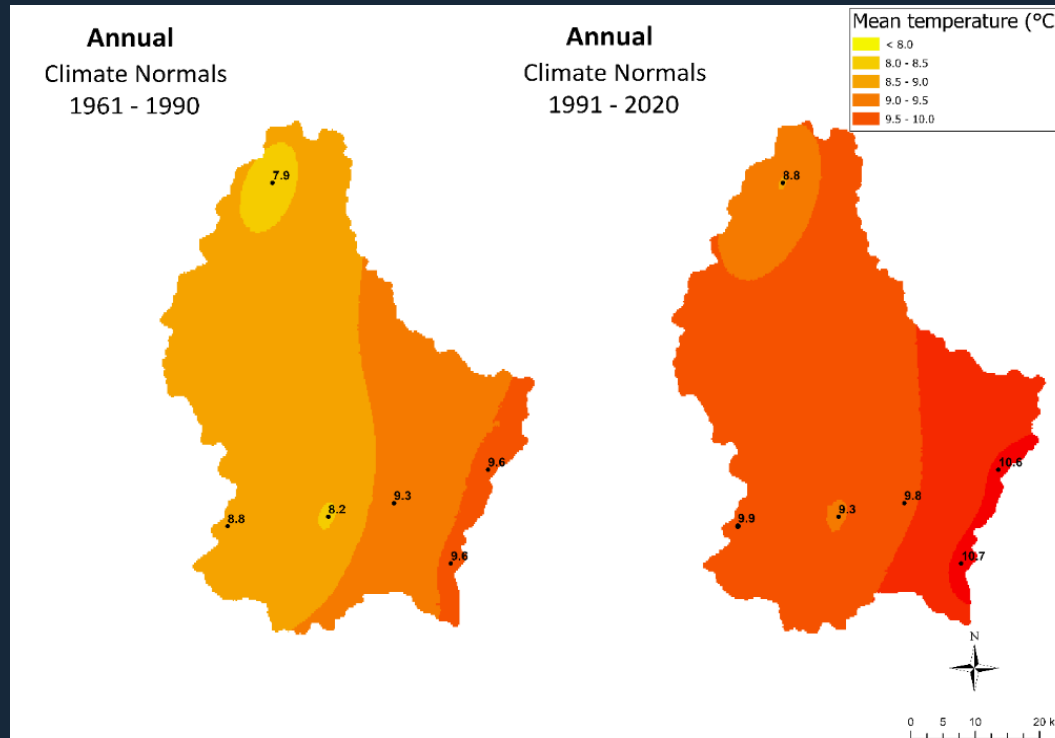 Annual
Climate Normals
1961 - 1990
Annual
Climate Normals
1991 - 2020
Mean temperature (°C
< 8.0
8.0 - 8.5
8.5 - 9.0
9.0 - 9.5
9.5 - 10.0
7.9
9.6
9.3
8.2
8.8
9.6
8.8
10.6
9.8
9.3
9.9
10.7
N
0 5 10 20 k